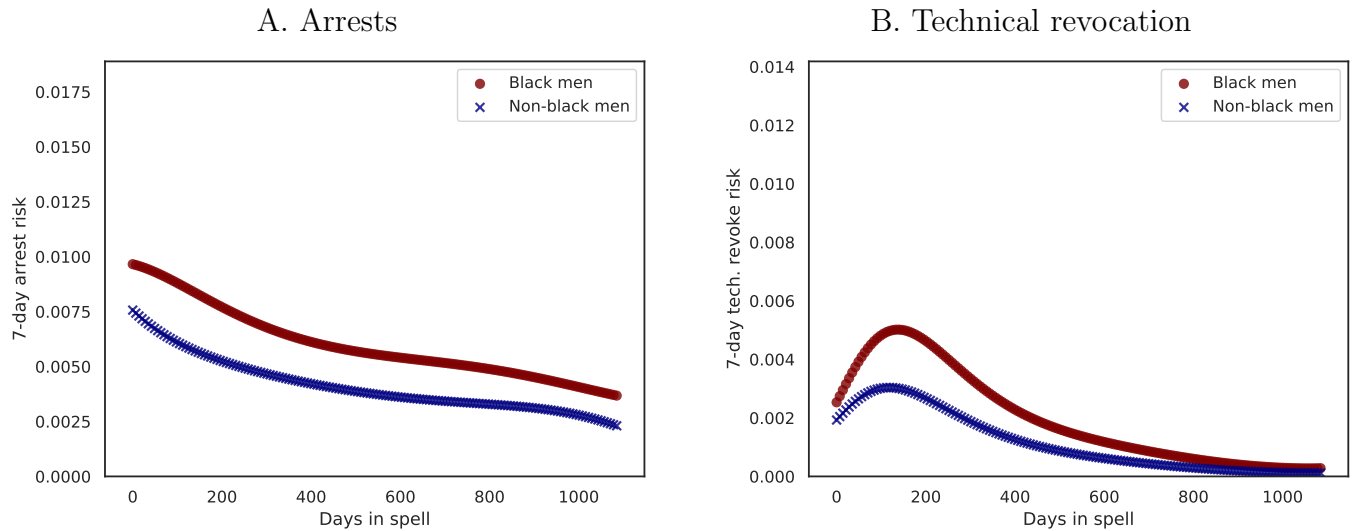 A. Arrests
0.0175
0.0150
0.0125
0.0100
0.0075
0.0050
0.0025
0.0000
7-day arrest risk
Black men
Non-black men
0 200 400 600 800 1000
Days in spell
B. Technical revocation
0.014
0.012
0.010
0.008
0.006
0.004
0.002
0.000
7-day tech. revoke risk
Black men
Non-black men
0 200 400 600 800 1000
Days in spell